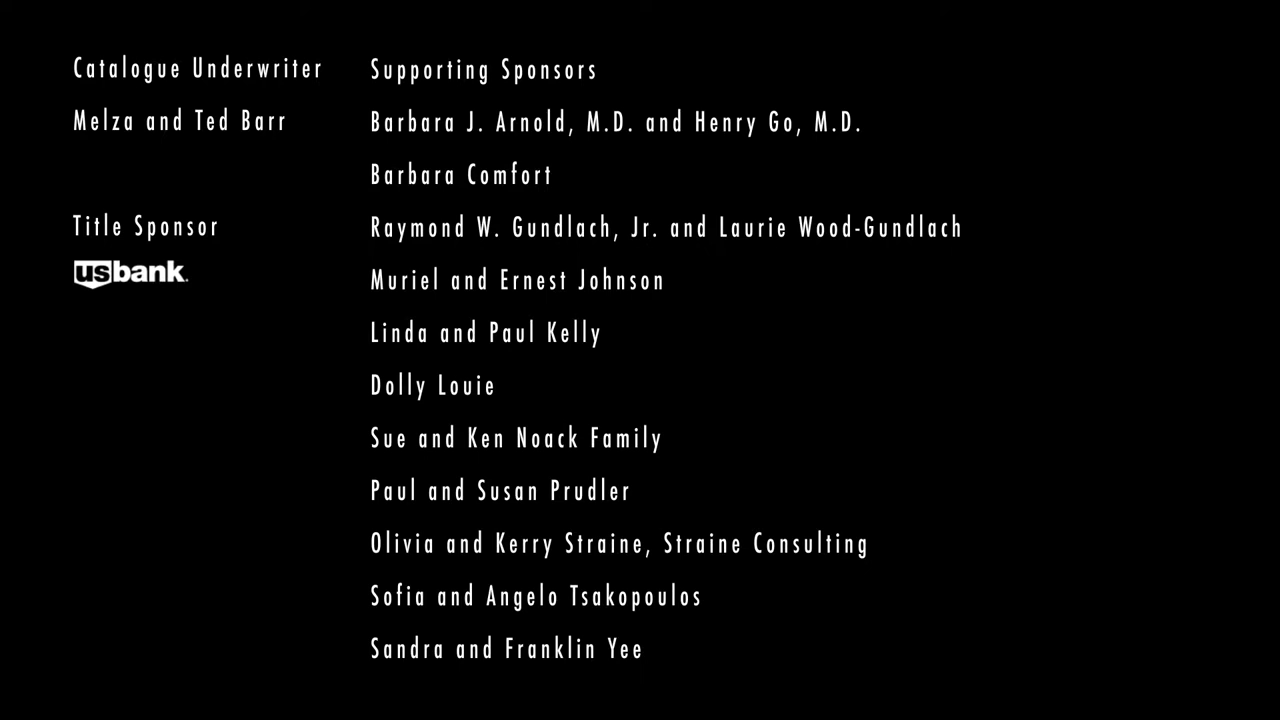 Catalogue Underwriter
Melza and Ted Barr
Title Sponsor
usbank.
Supporting Sponsors
Barbara J. Arnold, M.D. and Henry Go, M.D.
Barbara Comfort
Raymond W. Gundlach, Jr. and Laurie Wood-Gundlach
Muriel and Ernest Johnson
Linda and Paul Kelly
Dolly Louie
Sue and Ken Noack Family
Paul and Susan Prudler
Olivia and Kerry Straine, Straine Consulting
Sofia and Angelo Tsakopoulos
Sandra and Franklin Yee